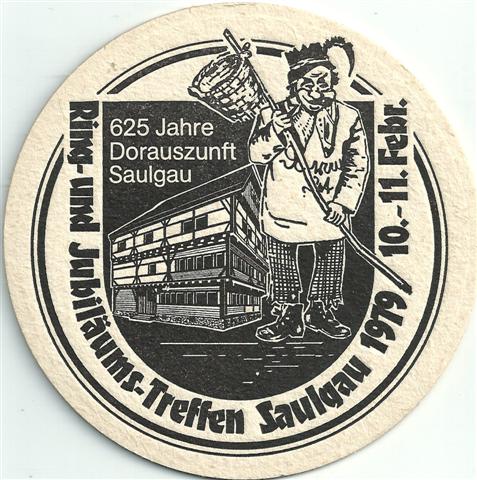 625 Jahre
Dorauszunft
Saulgau
Ring- und Jubiläums-Treffen Saulgau 1979 10.-11. Febr.